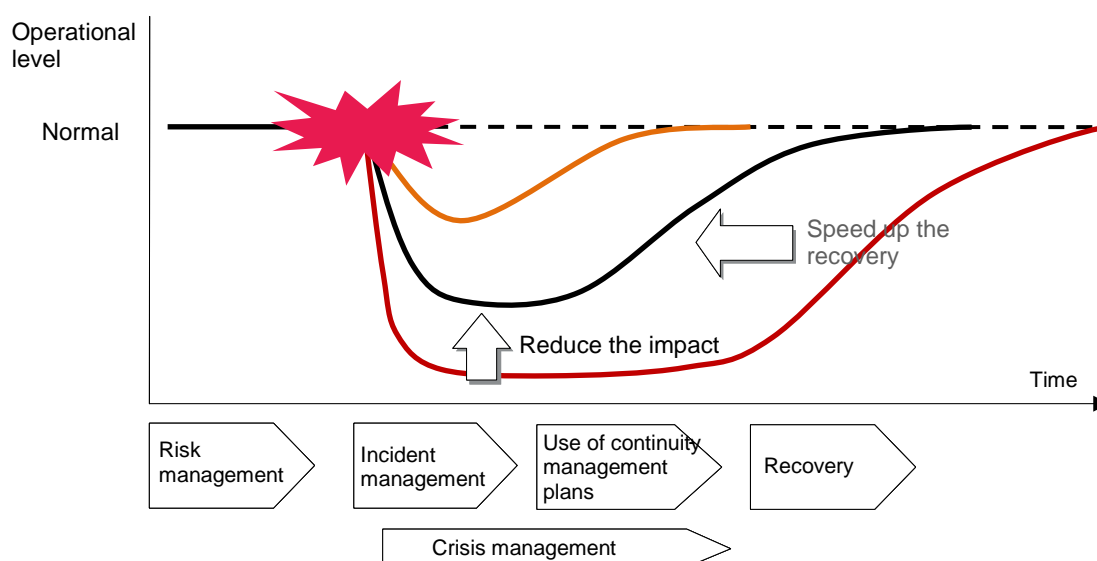 Operational
level
Normal
Speed up the
recovery
Reduce the impact
Time
Risk
management
Incident
management
Use of continuity
management
plans
Recovery
Crisis management